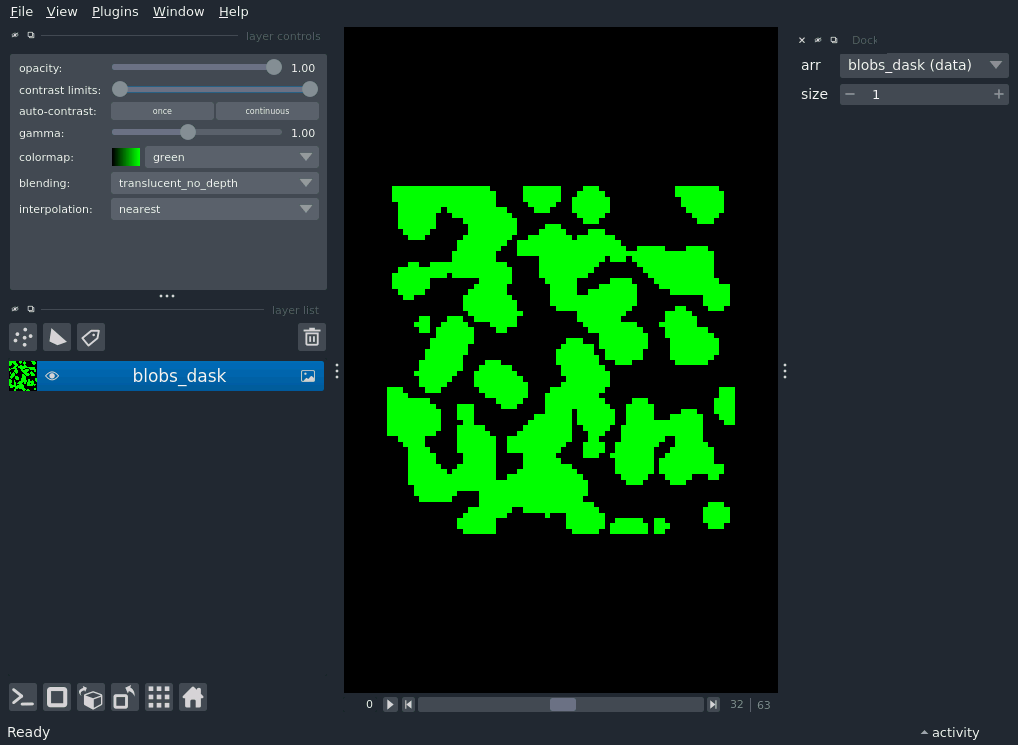 File View Plugins Window Help
layer controls
opacity: 1.00
contrast limits:
auto-contrast: once continuous
gamma: 1.00
colormap: green
blending: translucent_no_depth
interpolation: nearest
layer list
blobs_dask
0 32 63
Ready
Dock
arr blobs_dask (data)
size 1
activity